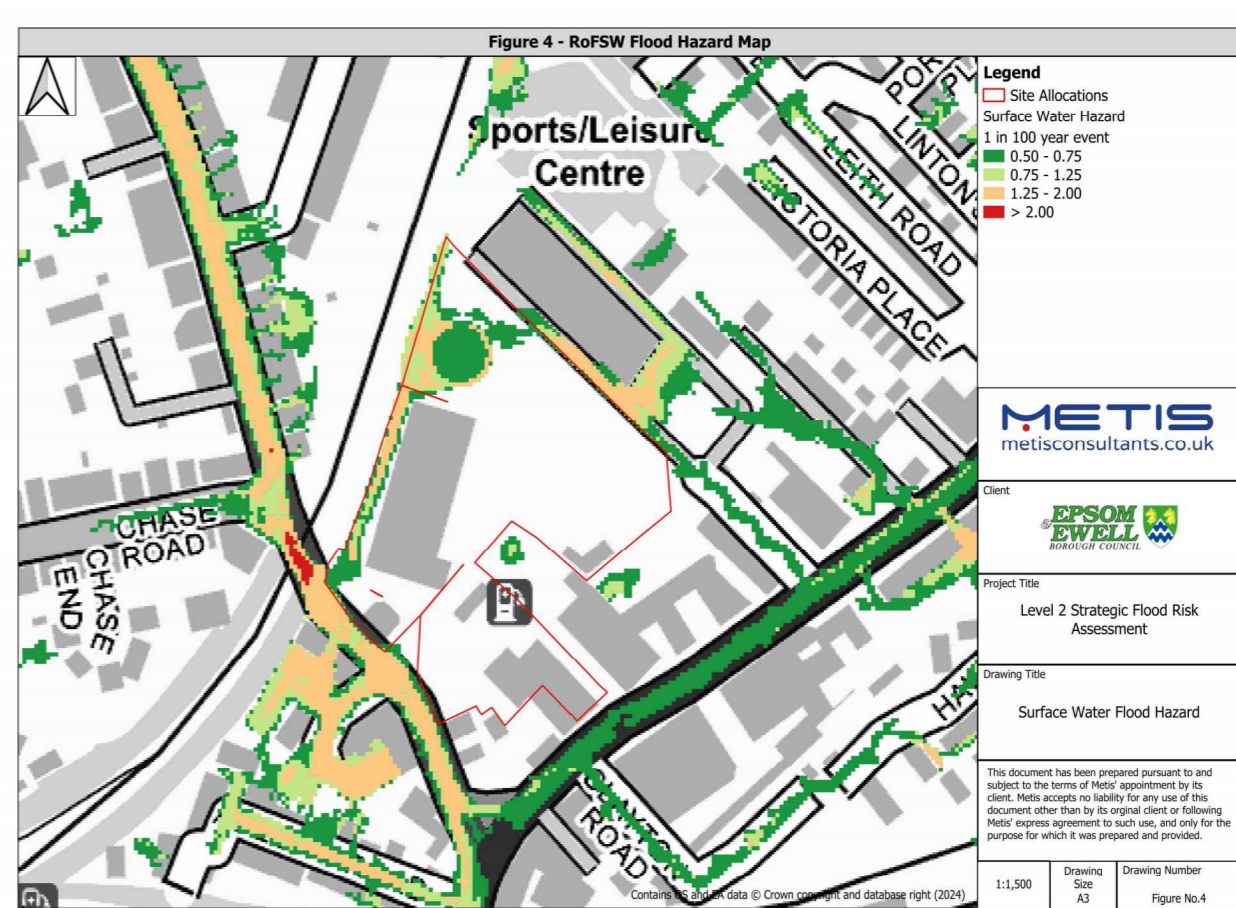 Figure 4 - RoFSW Flood Hazard Map
Sports/Leisure
Centre
LEITH ROAD
VICTORIA PLACE
CHASE
ROAD
CHASE
END
ROAD
Contains OS and EA data © Crown copyright and database right (2024)
Legend
Site Allocations
Surface Water Hazard
1 in 100 year event
0.50 - 0.75
0.75 - 1.25
1.25 - 2.00
> 2.00
METIS
metisconsultants.co.uk
Client
EPSOM
& EWELL
BOROUGH COUNCIL
Project Title
Level 2 Strategic Flood Risk
Assessment
Drawing Title
Surface Water Flood Hazard
This document has been prepared pursuant to and
subject to the terms of Metis' appointment by its
client. Metis accepts no liability for any use of this
document other than by its orginal client or following
Metis' express agreement to such use, and only for the
purpose for which it was prepared and provided.
1:1,500
Drawing
Size
A3
Drawing Number
Figure No.4